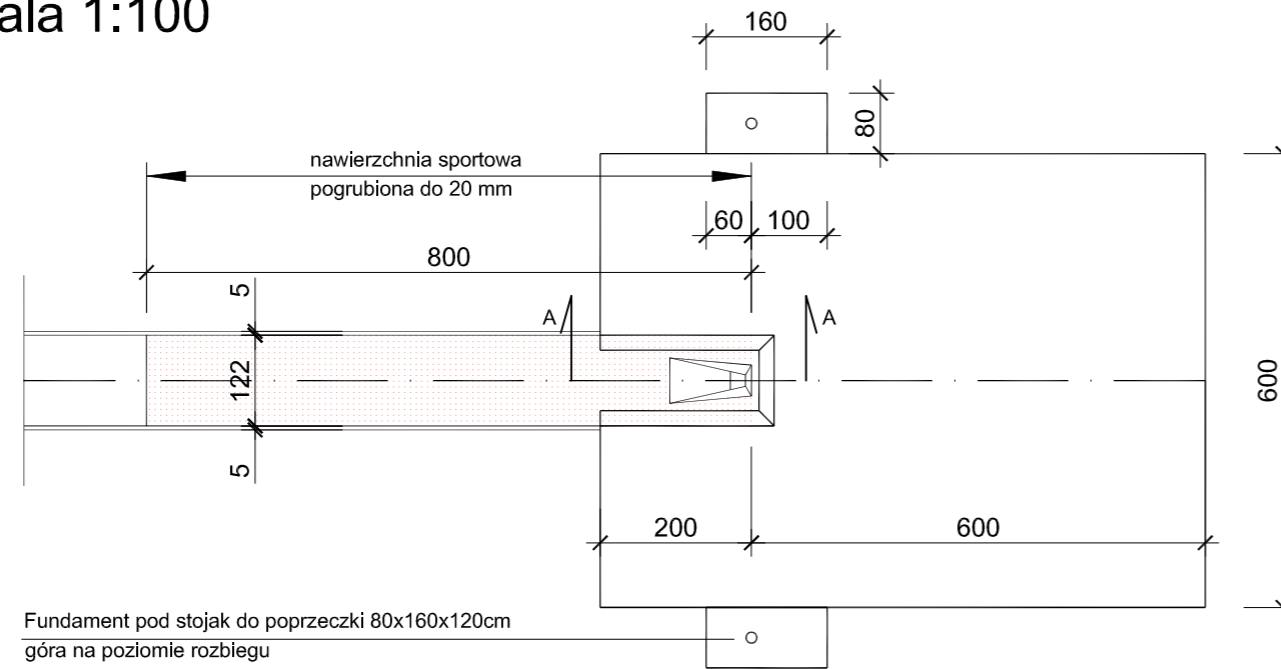 ala 1:100
160
80
nawierzchnia sportowa
pogrubiona do 20 mm
60 100
800
5
A A
122
600
5
200 600
Fundament pod stojak do poprzeczki 80x160x120cm
góra na poziomie rozbiegu